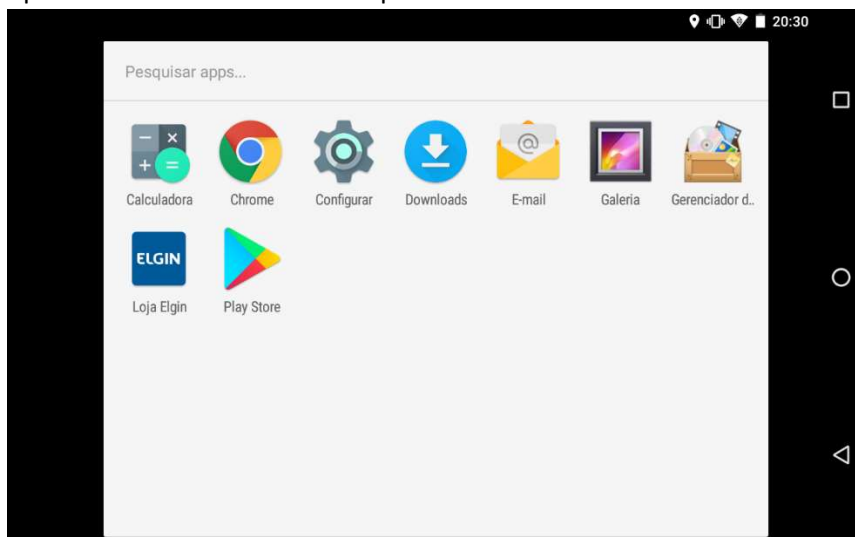 20:30
Pesquisar apps...
Calculadora Chrome Configurar Downloads E-mail Galeria Gerenciador d..
ELGIN
Loja Elgin Play Store